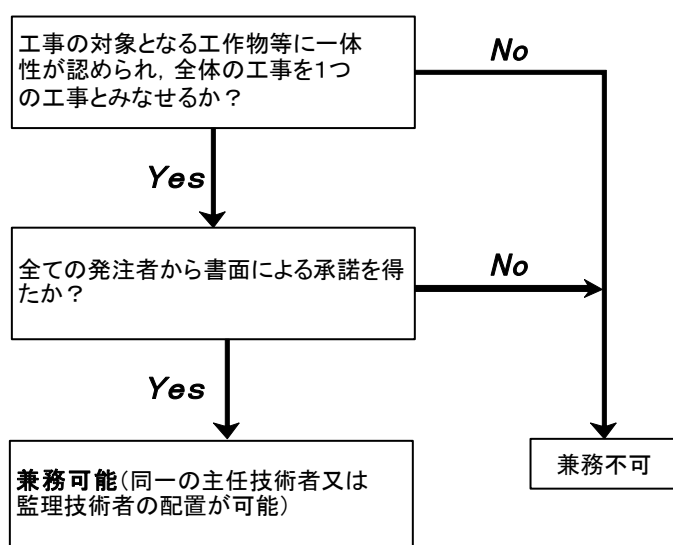 工事の対象となる工作物等に一体
性が認められ，全体の工事を１つ
の工事とみなせるか？
No
Yes
全ての発注者から書面による承諾を得
たか？
No
Yes
兼務可能（同一の主任技術者又は
監理技術者の配置が可能）
兼務不可